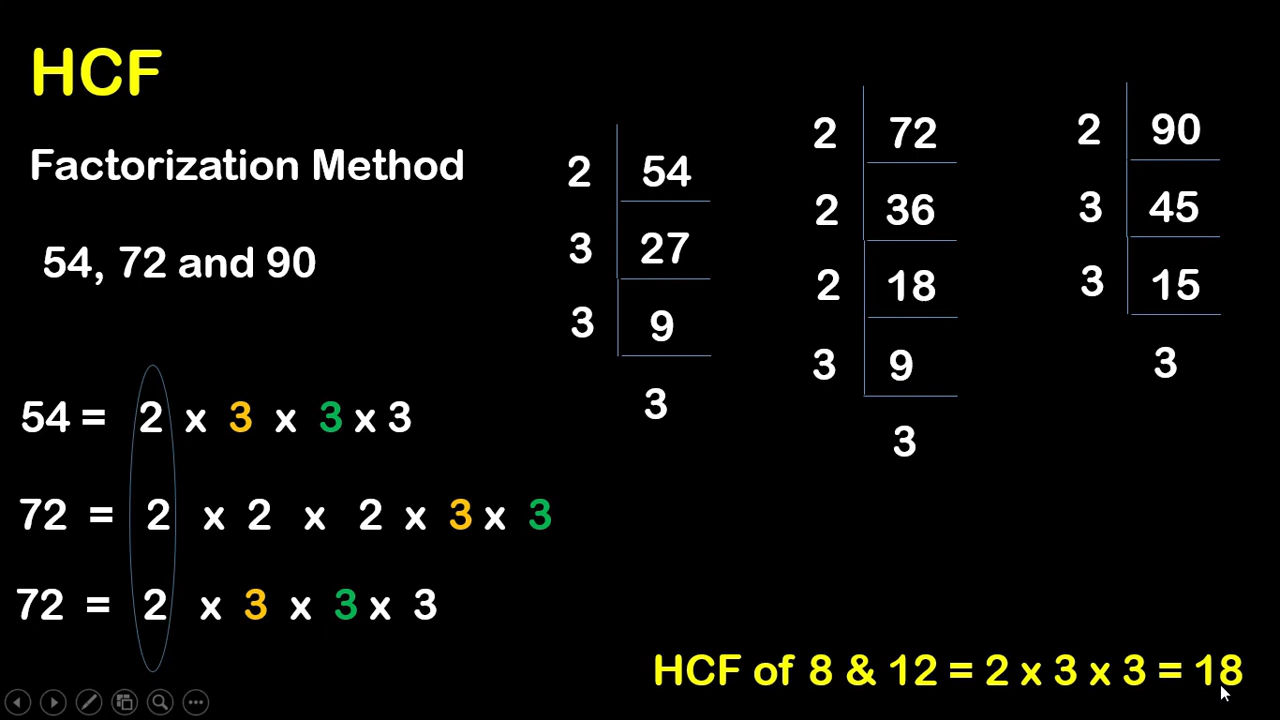 HCF
Factorization Method
54, 72 and 90
2 54
3 27
3 9
3
2 72
2 36
2 18
3 9
3
2 90
3 45
3 15
3
54 = 2 x 3 x 3 x 3
72 = 2 x 2 x 2 x 3 x 3
72 = 2 x 3 x 3 x 3
HCF of 8 & 12 = 2 x 3 x 3 = 18